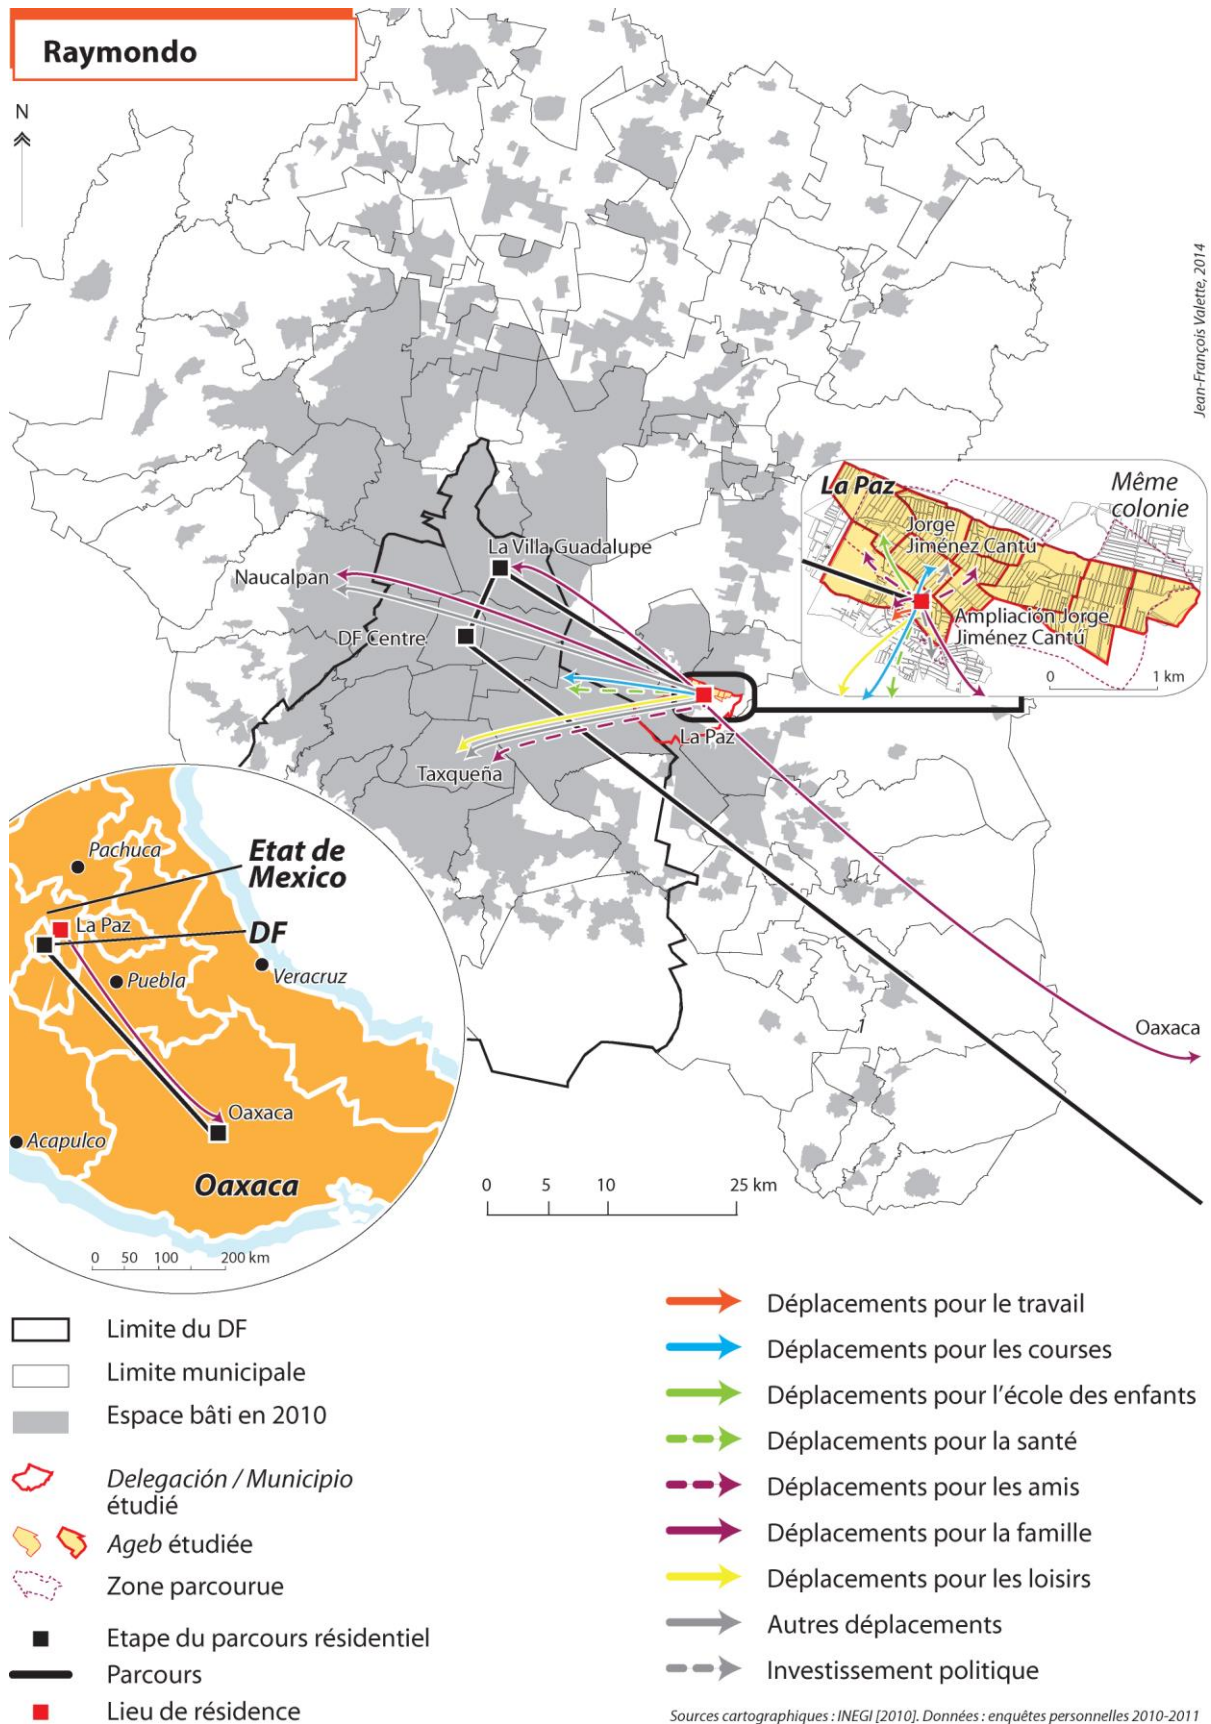 Raymondo
N
Jean-François Valette, 2014
La Paz
Même
colonie
Jorge
Jiménez Cantú
Ampliación Jorge
Jiménez Cantú
0 1 km
La Villa Guadalupe
Naucalpan
DF Centre
La Paz
Taxqueña
Etat de
Mexico
Pachuca
La Paz
DF
Puebla
Veracruz
Oaxaca
Acapulco
Oaxaca
1
Oaxaca
0 5 10 25 km
0 50 100 200 km
Limite du DF
Limite municipale
Espace bâti en 2010
Delegación / Municipio
étudié
Ageb étudiée
Zone parcourue
Etape du parcours résidentiel
Parcours
Lieu de résidence
Déplacements pour le travail
Déplacements pour les courses
Déplacements pour l'école des enfants
Déplacements pour la santé
Déplacements pour les amis
Déplacements pour la famille
Déplacements pour les loisirs
Autres déplacements
Investissement politique
Sources cartographiques : INEGI [2010]. Données : enquêtes personnelles 2010-2011